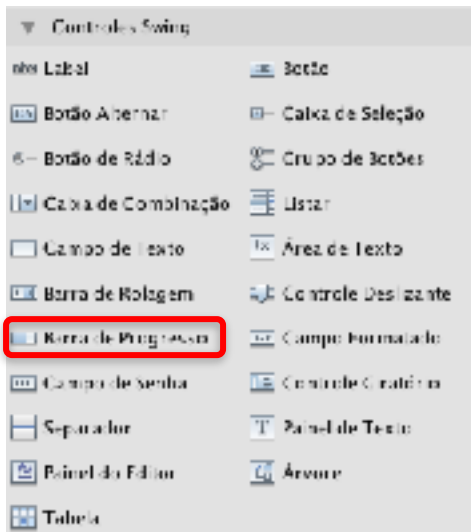 Controles Swing
Label Botão
Botão Alternar Caixa de Seleção
Botão de Rádio Grupo de Botões
Caixa de Combinação Listar
Campo de Texto Área de Texto
Barra de Rolagem Controle Deslizante
Barra de Progresso Campo Formatado
Campo de Senha Controle Giratório
Separador Painel de Texto
Painel do Editor Árvore
Tabela